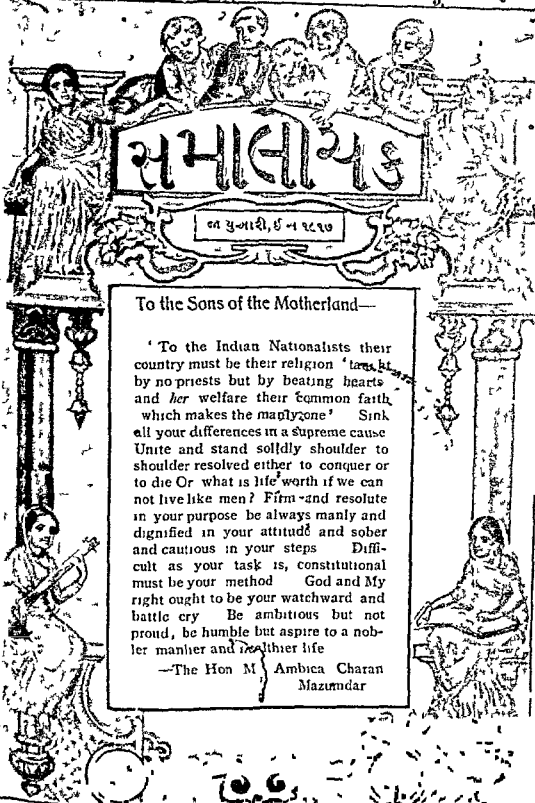 સમાલોચક
જાન્યુઆરી, ઈ સ ૧૯૧૭
To the Sons of the Motherland—
‘ To the Indian Nationalists their
country must be their religion ‘ taught
by no priests but by beating hearts
and her welfare their common faith
which makes the many one ’ Sink
all your differences in a supreme cause
Unite and stand solidly shoulder to
shoulder resolved either to conquer or
to die Or what is life worth if we can
not live like men ? Firm and resolute
in your purpose be always manly and
dignified in your attitude and sober
and cautious in your steps Diffi-
cult as your task is, constitutional
must be your method God and My
right ought to be your watchward and
battle cry Be ambitious but not
proud, be humble but aspire to a nob-
ler manlier and healthier life
—The Hon M Ambica Charan
Mazumdar